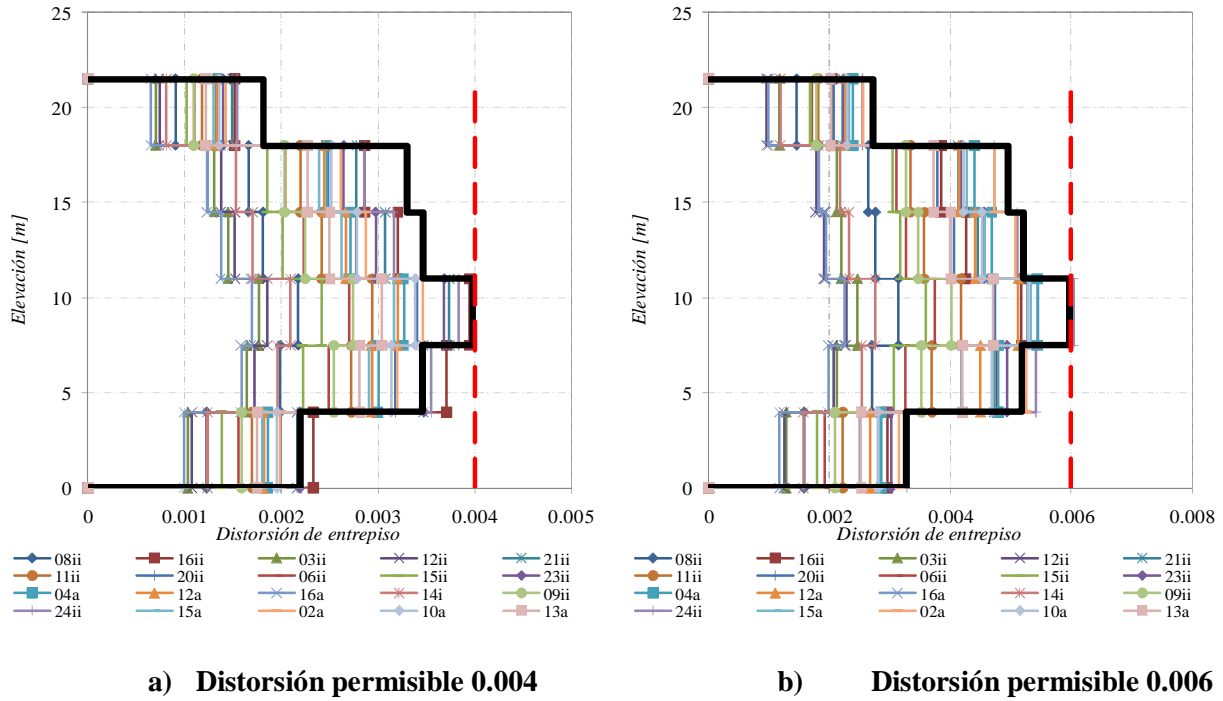 25
20
15
10
5
0
Elevación [m]
0
0.001
0.002
0.003
0.004
0.005
Distorsión de entrepiso
08ii 16ii 03ii 12ii 21ii
11ii 20ii 06ii 15ii 23ii
04a 12a 16a 14i 09ii
24ii 15a 02a 10a 13a
a) Distorsión permisible 0.004
25
20
15
10
5
0
Elevación [m]
0
0.002
0.004
0.006
0.008
Distorsión de entrepiso
08ii 16ii 03ii 12ii 21ii
11ii 20ii 06ii 15ii 23ii
04a 12a 16a 14i 09ii
24ii 15a 02a 10a 13a
b) Distorsión permisible 0.006